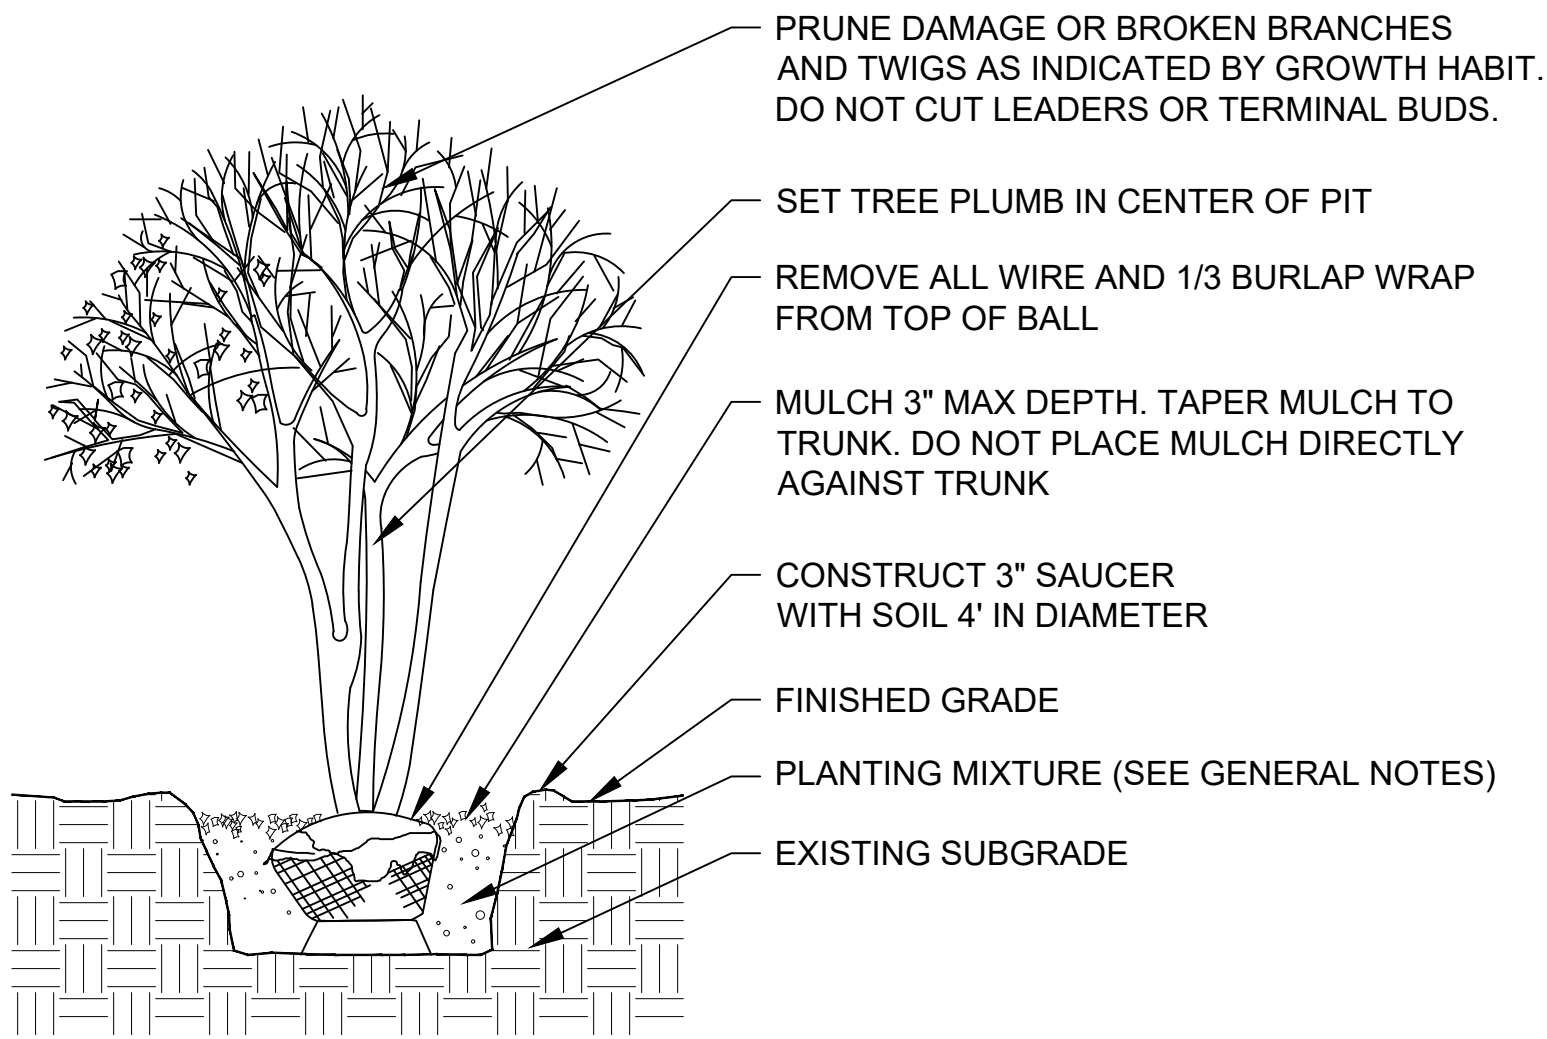 PRUNE DAMAGE OR BROKEN BRANCHES
AND TWIGS AS INDICATED BY GROWTH HABIT.
DO NOT CUT LEADERS OR TERMINAL BUDS.
SET TREE PLUMB IN CENTER OF PIT
REMOVE ALL WIRE AND 1/3 BURLAP WRAP
FROM TOP OF BALL
MULCH 3" MAX DEPTH. TAPER MULCH TO
TRUNK. DO NOT PLACE MULCH DIRECTLY
AGAINST TRUNK
CONSTRUCT 3" SAUCER
WITH SOIL 4' IN DIAMETER
FINISHED GRADE
PLANTING MIXTURE (SEE GENERAL NOTES)
EXISTING SUBGRADE